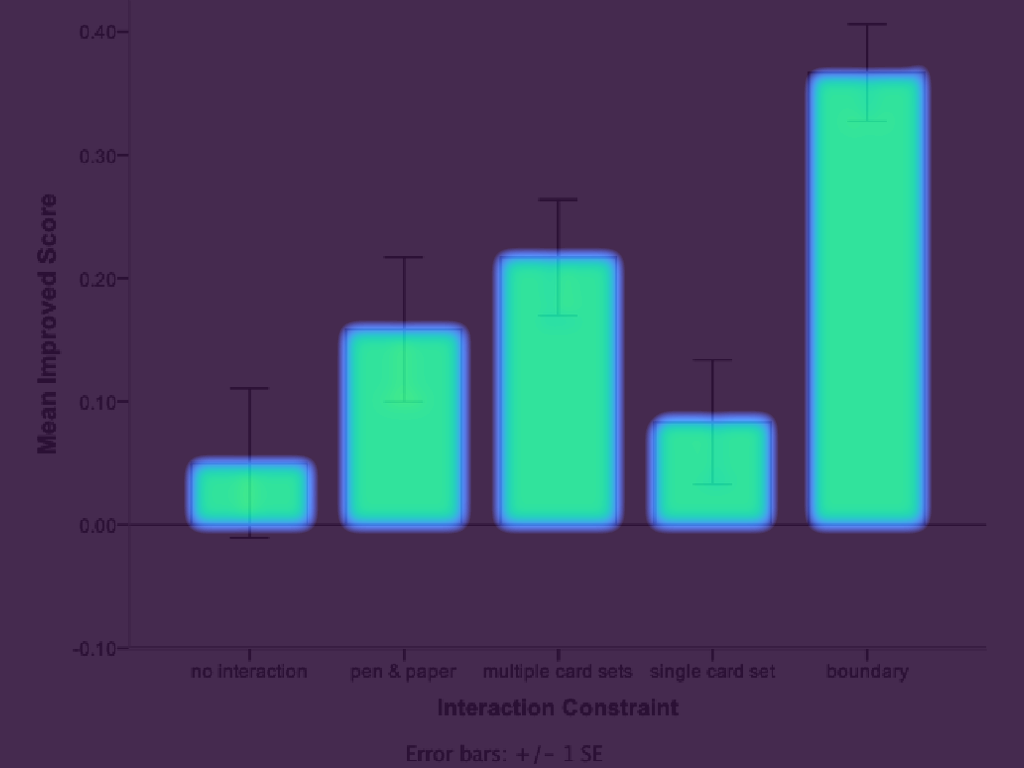 0.40
0.30
0.20
0.10
0.00
-0.10
Mean Improved Score
no interaction pen & paper multiple card sets single card set boundary
Interaction Constraint
Error bars: +/- 1 SE